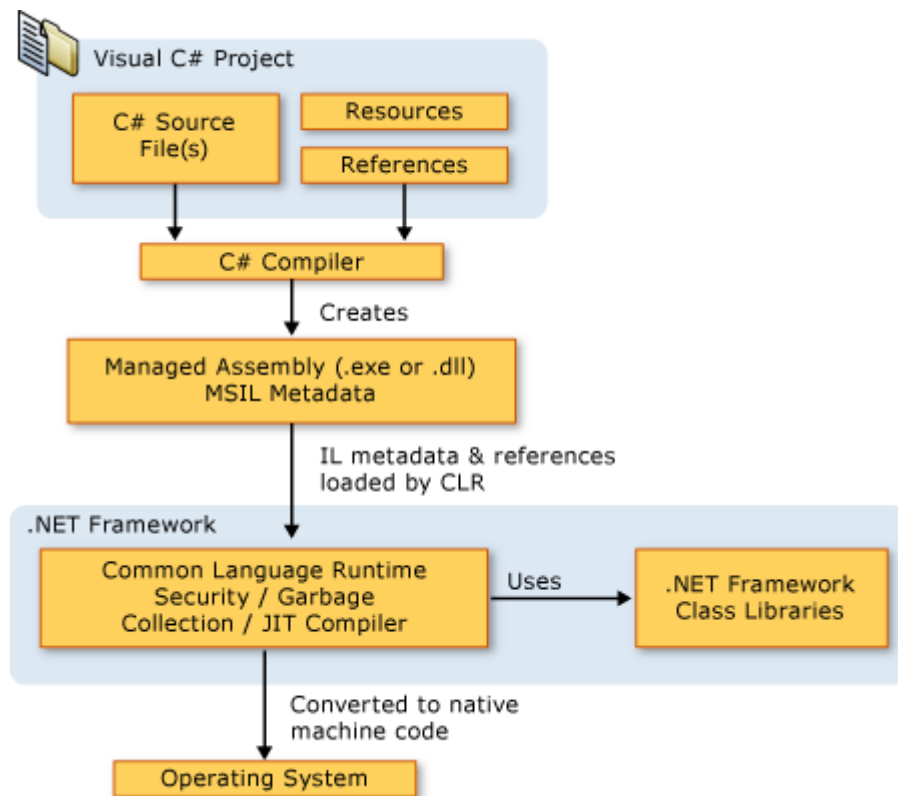 Visual C# Project
C# Source
File(s)
Resources
References
C# Compiler
Creates
Managed Assembly (.exe or .dll)
MSIL Metadata
IL metadata & references
loaded by CLR
.NET Framework
Common Language Runtime
Security / Garbage
Collection / JIT Compiler
Uses
.NET Framework
Class Libraries
Converted to native
machine code
Operating System